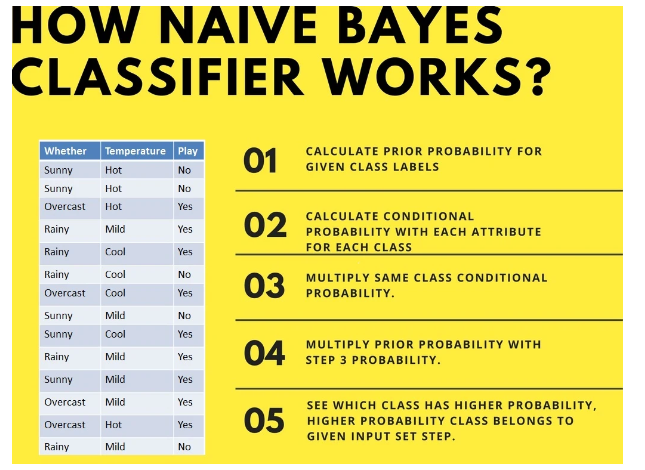 HOW NAIVE BAYES
CLASSIFIER WORKS?
Whether Temperature Play
Sunny Hot No
Sunny Hot No
Overcast Hot Yes
Rainy Mild Yes
Rainy Cool Yes
Rainy Cool No
Overcast Cool Yes
Sunny Mild No
Sunny Cool Yes
Rainy Mild Yes
Sunny Mild Yes
Overcast Mild Yes
Overcast Hot Yes
Rainy Mild No
01
CALCULATE PRIOR PROBABILITY FOR
GIVEN CLASS LABELS
02
CALCULATE CONDITIONAL
PROBABILITY WITH EACH ATTRIBUTE
FOR EACH CLASS
03
MULTIPLY SAME CLASS CONDITIONAL
PROBABILITY.
04
MULTIPLY PRIOR PROBABILITY WITH
STEP 3 PROBABILITY.
05
SEE WHICH CLASS HAS HIGHER PROBABILITY,
HIGHER PROBABILITY CLASS BELONGS TO
GIVEN INPUT SET STEP.